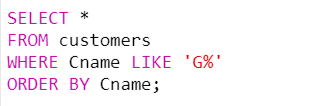 SELECT *
FROM customers
WHERE Cname LIKE 'G%'
ORDER BY Cname;